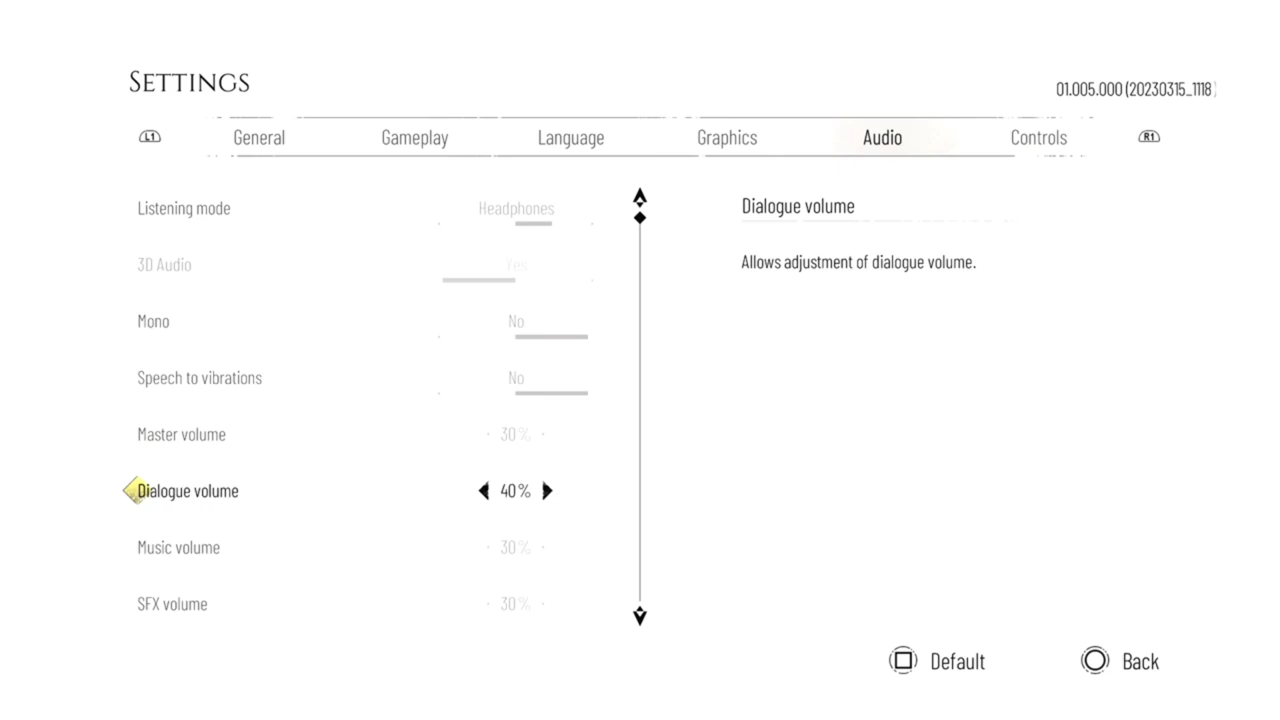 SETTINGS
01.005.000 (20230315_1118)
L1 General Gameplay Language Graphics Audio Controls R1
Listening mode Headphones
3D Audio Yes
Mono No
Speech to vibrations No
Master volume 30%
Dialogue volume 40%
Music volume 30%
SFX volume 30%
Dialogue volume
Allows adjustment of dialogue volume.
Default Back